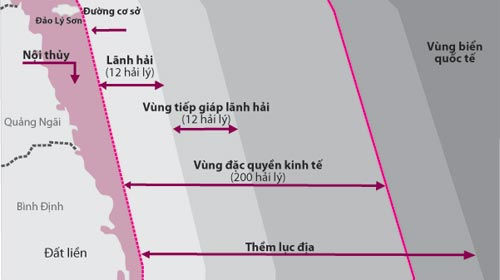 Đảo Lý Sơn
Đường cơ sở
Nội thủy
Lãnh hải
(12 hải lý)
Vùng biển
quốc tế
Vùng tiếp giáp lãnh hải
(12 hải lý)
Quảng Ngãi
Vùng đặc quyền kinh tế
(200 hải lý)
Bình Định
Đất liền
Thềm lục địa